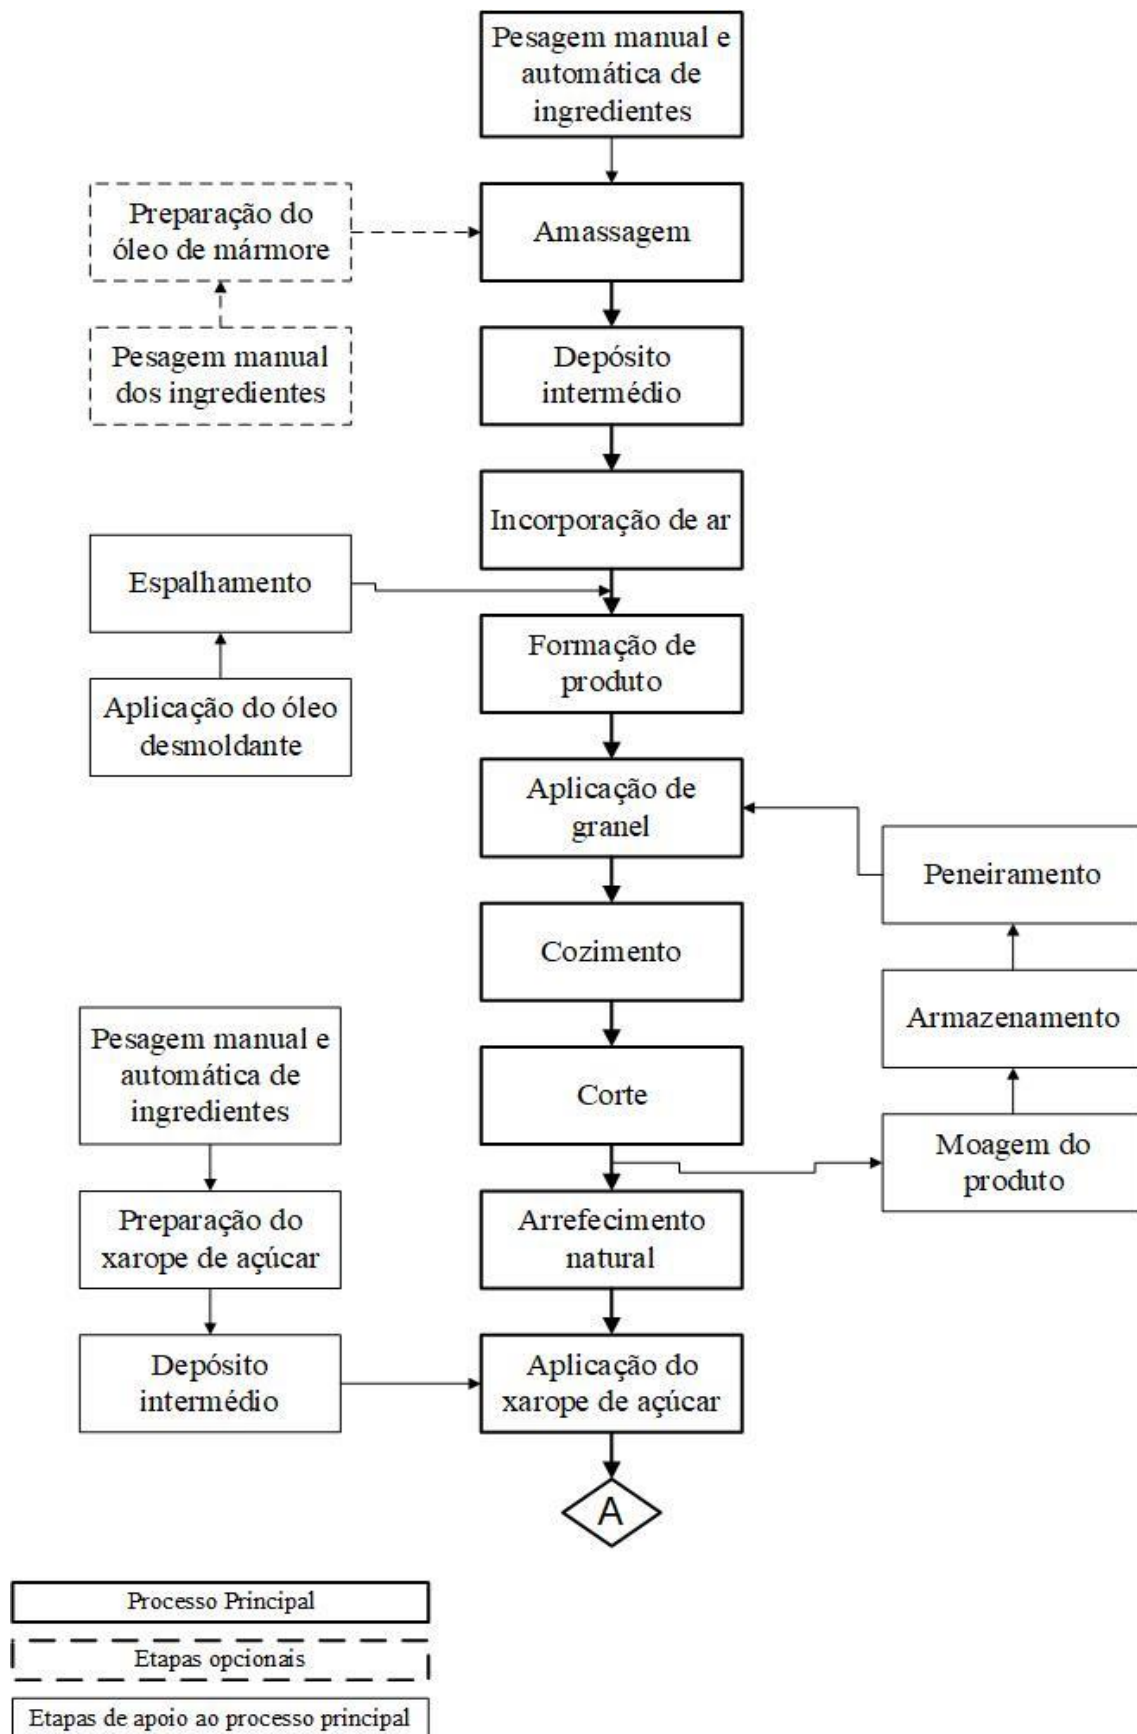 Pesagem manual e
automática de
ingredientes
Preparação do
óleo de mármore
Amassagem
Pesagem manual
dos ingredientes
Depósito
intermédio
Incorporação de ar
Espalhamento
Formação de
produto
Aplicação do óleo
desmoldante
Aplicação de
granel
Peneiramento
Cozimento
Armazenamento
Pesagem manual e
automática de
ingredientes
Corte
Moagem do
produto
Preparação do
xarope de açúcar
Arrefecimento
natural
Depósito
intermédio
Aplicação do
xarope de açúcar
A
Processo Principal
Etapas opcionais
Etapas de apoio ao processo principal